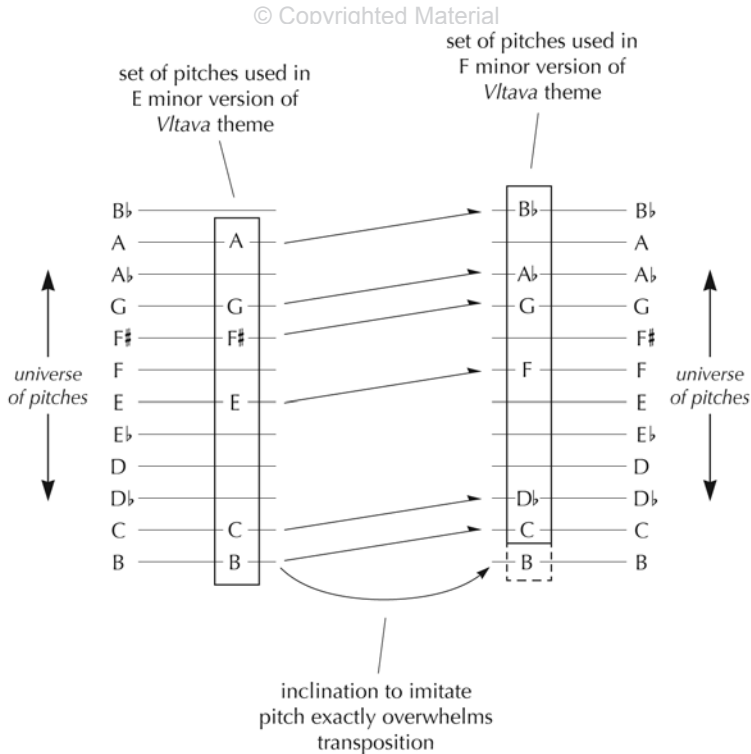 © Copyrighted Material
set of pitches used in
E minor version of
Vltava theme
set of pitches used in
F minor version of
Vltava theme
B♭ B♭ B♭
A A A
A♭ A♭ A♭
G G G G
F♯ F♯ F♯
F F F
E E E
E♭ E♭
D D
D♭ D♭ D♭
C C C C
B B B B
universe
of pitches
universe
of pitches
inclination to imitate
pitch exactly overwhelms
transposition